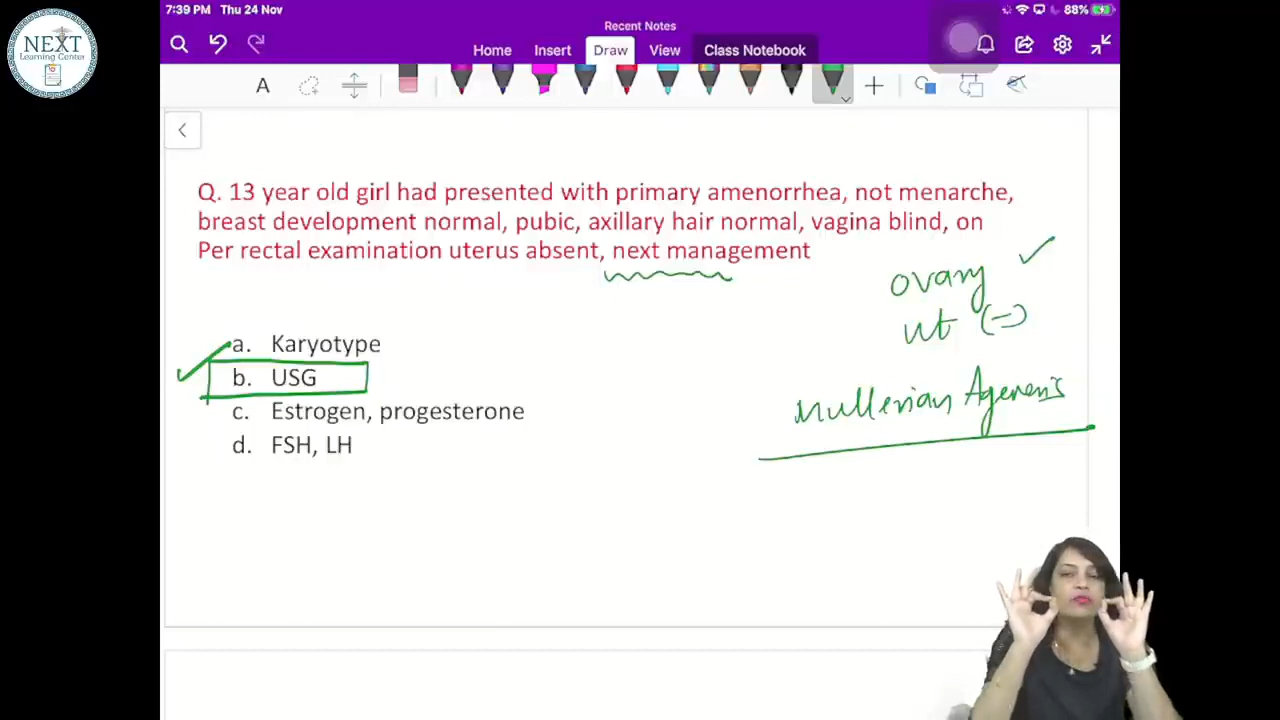 7:39 PM Thu 24 Nov
88%
NEXT
Learning Center
Recent Notes
Home Insert Draw View Class Notebook
A
Q. 13 year old girl had presented with primary amenorrhea, not menarche,
breast development normal, pubic, axillary hair normal, vagina blind, on
Per rectal examination uterus absent, next management
ovary
ut (-)
a. Karyotype
b. USG
Mullerian Agenesis
c. Estrogen, progesterone
d. FSH, LH